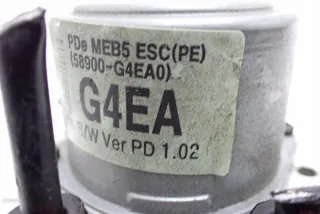 PDe MEB5 ESC(PE)
(58900-G4EA0)
G4EA
S/W Ver PD 1.02